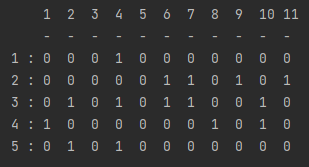 1 2 3 4 5 6 7 8 9 10 11
- - - - - - - - - - -
1 : 0 0 0 1 0 0 0 0 0 0 0
2 : 0 0 0 0 0 1 1 0 1 0 1
3 : 0 1 0 1 0 1 1 0 0 1 0
4 : 1 0 0 0 0 0 0 1 0 1 0
5 : 0 1 0 1 0 0 0 0 0 0 0